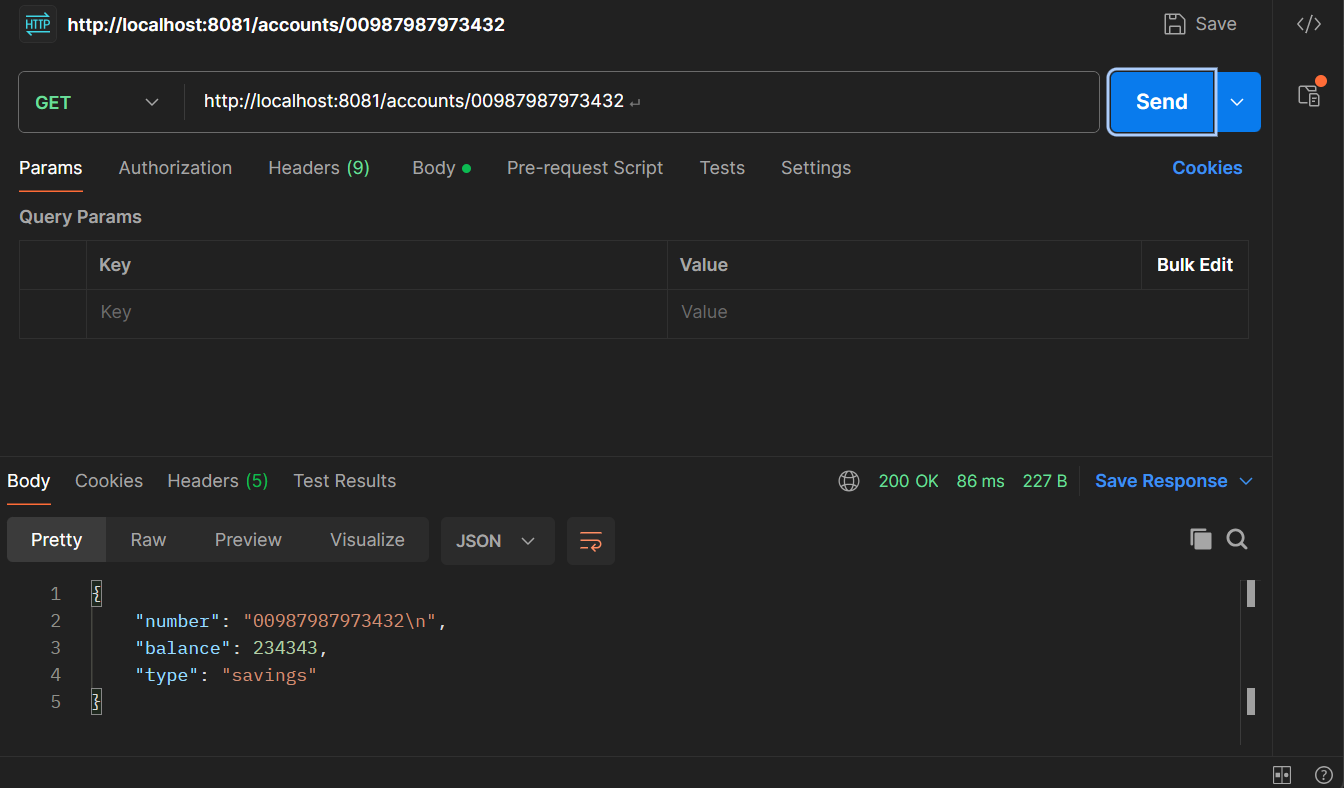 HTTP http://localhost:8081/accounts/00987987973432 Save </>
GET http://localhost:8081/accounts/00987987973432 ↵ Send
Params Authorization Headers (9) Body Pre-request Script Tests Settings Cookies
Query Params
Key Value Bulk Edit
Key Value
Body Cookies Headers (5) Test Results 200 OK 86 ms 227 B Save Response
Pretty Raw Preview Visualize JSON
1 {
2 "number": "00987987973432\n",
3 "balance": 234343,
4 "type": "savings"
5 }